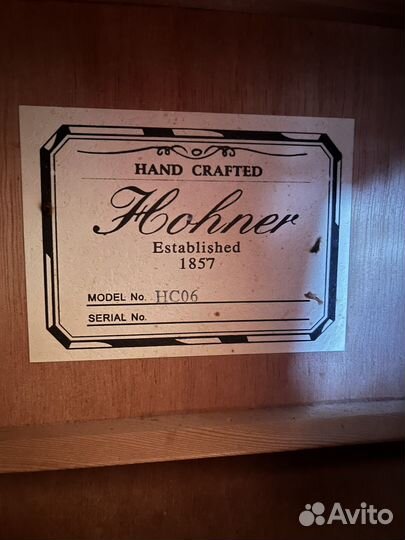 HAND CRAFTED
Hohner
Established
1857
MODEL No. HC06
SERIAL No.
Avito